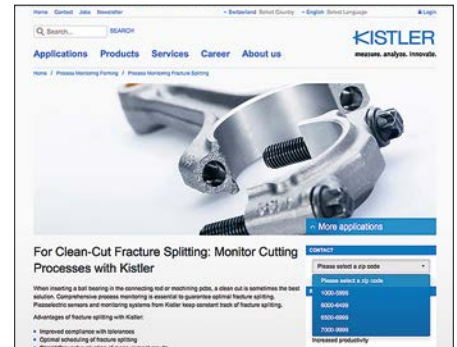 Home Contact Jobs Newsletter
Switzerland Select Country
English Select Language
Login
Search... SEARCH
KISTLER
measure. analyze. innovate.
Applications Products Services Career About us
Home / Process Monitoring Forming / Process Monitoring Fracture Splitting
More applications
For Clean-Cut Fracture Splitting: Monitor Cutting
Processes with Kistler
When inserting a ball bearing in the connecting rod or machining pcbs, a clean cut is sometimes the best
solution. Comprehensive process monitoring is essential to guarantee optimal fracture splitting.
Piezoelectric sensors and monitoring systems from Kistler keep constant track of fracture splitting.
Advantages of fracture splitting with Kistler:
Improved compliance with tolerances
Optimal scheduling of fracture splitting
CONTACT
Please select a zip code
Please select a zip code
1000-5999
6000-6499
6500-6999
7000-9999
Increased productivity